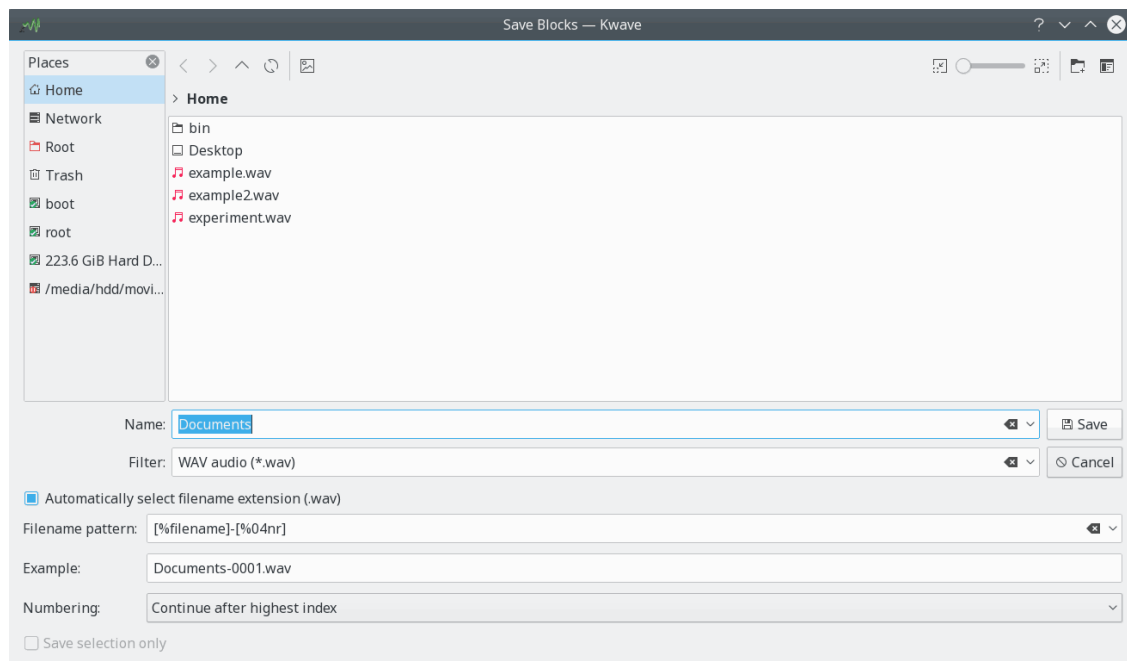 Save Blocks — Kwave
Places
Home
Network
Root
Trash
boot
root
223.6 GiB Hard D...
/media/hdd/movi...
Home
bin
Desktop
example.wav
example2.wav
experiment.wav
Name: Documents
Save
Filter: WAV audio (*.wav)
Cancel
Automatically select filename extension (.wav)
Filename pattern: [%filename]-[%04nr]
Example: Documents-0001.wav
Numbering: Continue after highest index
Save selection only